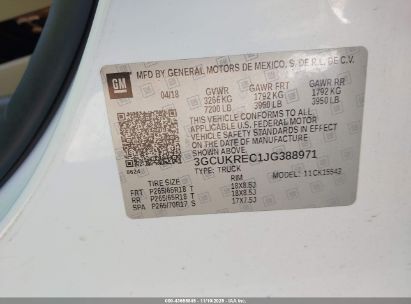 GM
MFD BY GENERAL MOTORS DE MEXICO, S. DE R.L. DE C.V.
04/18 GVWR GAWR FRT GAWR RR
3266 KG 1792 KG 1792 KG
7200 LB 3950 LB 3950 LB
THIS VEHICLE CONFORMS TO ALL APPLICABLE
U.S. FEDERAL MOTOR VEHICLE SAFETY
STANDARDS IN EFFECT ON THE DATE OF
MANUFACTURE SHOWN ABOVE.
3GCUKREC1JG388971
TYPE: TRUCK MODEL: 11CK15543
TIRE SIZE RIM
FRT P265/65R18 T 18X8.5J
RR P265/65R18 T 18X8.5J
SPA P265/70R17 S 17X7.5J